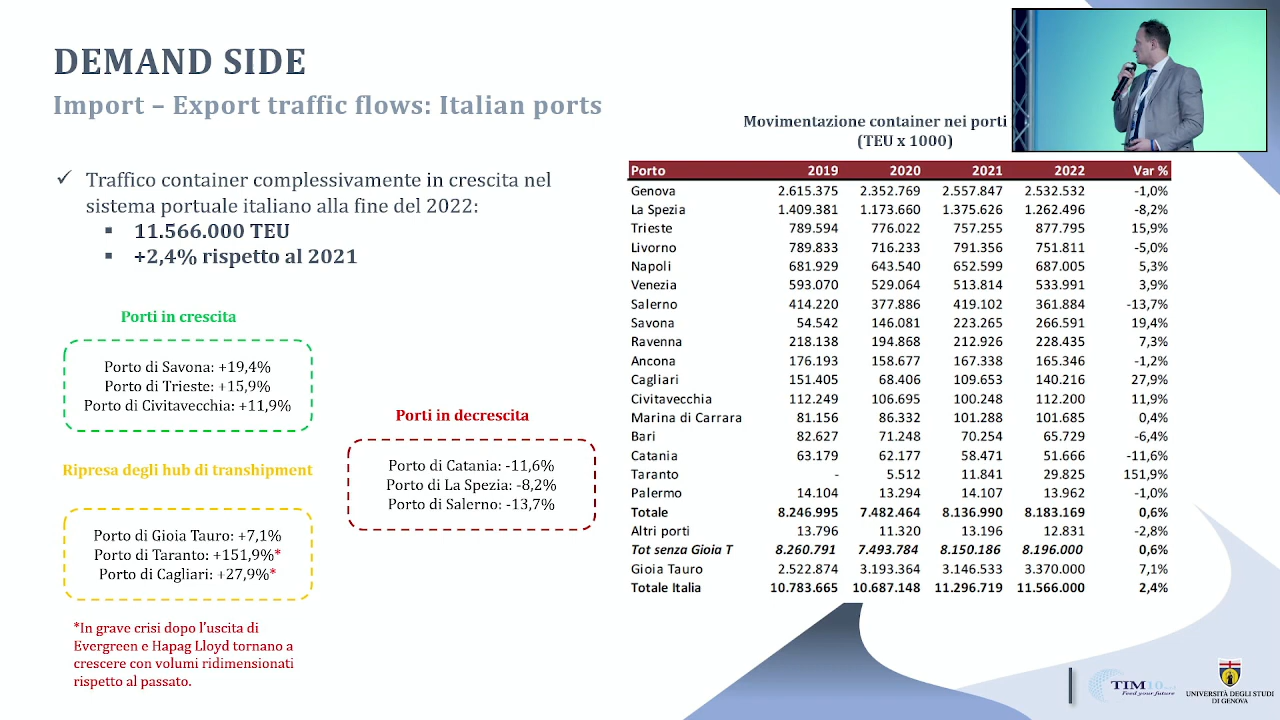 DEMAND SIDE
Import – Export traffic flows: Italian ports
✓ Traffico container complessivamente in crescita nel
sistema portuale italiano alla fine del 2022:
▪ 11.566.000 TEU
▪ +2,4% rispetto al 2021
Porti in crescita
Porto di Savona: +19,4%
Porto di Trieste: +15,9%
Porto di Civitavecchia: +11,9%
Porti in decrescita
Porto di Catania: -11,6%
Porto di La Spezia: -8,2%
Porto di Salerno: -13,7%
Ripresa degli hub di transhipment
Porto di Gioia Tauro: +7,1%
Porto di Taranto: +151,9%*
Porto di Cagliari: +27,9%*
*In grave crisi dopo l'uscita di
Evergreen e Hapag Lloyd tornano a
crescere con volumi ridimensionati
rispetto al passato.
Movimentazione container nei porti
(TEU x 1000)
Porto 2019 2020 2021 2022 Var %
Genova 2.615.375 2.352.769 2.557.847 2.532.532 -1,0%
La Spezia 1.409.381 1.173.660 1.375.626 1.262.496 -8,2%
Trieste 789.594 776.022 757.255 877.795 15,9%
Livorno 789.833 716.233 791.356 751.811 -5,0%
Napoli 681.929 643.540 652.599 687.005 5,3%
Venezia 593.070 529.064 513.814 533.991 3,9%
Salerno 414.220 377.886 419.102 361.884 -13,7%
Savona 54.542 146.081 223.265 266.591 19,4%
Ravenna 218.138 194.868 212.926 228.435 7,3%
Ancona 176.193 158.677 167.338 165.346 -1,2%
Cagliari 151.405 68.406 109.653 140.216 27,9%
Civitavecchia 112.249 106.695 100.248 112.200 11,9%
Marina di Carrara 81.156 86.332 101.288 101.685 0,4%
Bari 82.627 71.248 70.254 65.729 -6,4%
Catania 63.179 62.177 58.471 51.666 -11,6%
Taranto - 5.512 11.841 29.825 151,9%
Palermo 14.104 13.294 14.107 13.962 -1,0%
Totale 8.246.995 7.482.464 8.136.990 8.183.169 0,6%
Altri porti 13.796 11.320 13.196 12.831 -2,8%
Tot senza Gioia T 8.260.791 7.493.784 8.150.186 8.196.000 0,6%
Gioia Tauro 2.522.874 3.193.364 3.146.533 3.370.000 7,1%
Totale Italia 10.783.665 10.687.148 11.296.719 11.566.000 2,4%
Feed your future
UNIVERSITÀ DEGLI STUDI
DI GENOVA